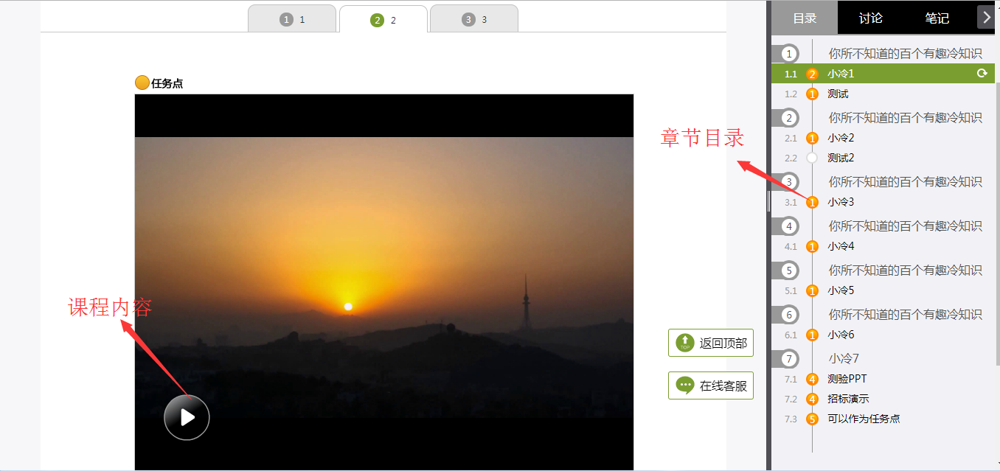 1 1
2 2
3 3
任务点
课程内容
章节目录
TOP
返回顶部
在线客服
目录
讨论
笔记
1 你所不知道的百个有趣冷知识
1.1 2 小冷1
1.2 1 测试
2 你所不知道的百个有趣冷知识
2.1 1 小冷2
2.2 测试2
3 你所不知道的百个有趣冷知识
3.1 1 小冷3
4 你所不知道的百个有趣冷知识
4.1 1 小冷4
5 你所不知道的百个有趣冷知识
5.1 1 小冷5
6 你所不知道的百个有趣冷知识
6.1 1 小冷6
7 小冷7
7.1 4 测验PPT
7.2 4 招标演示
7.3 5 可以作为任务点